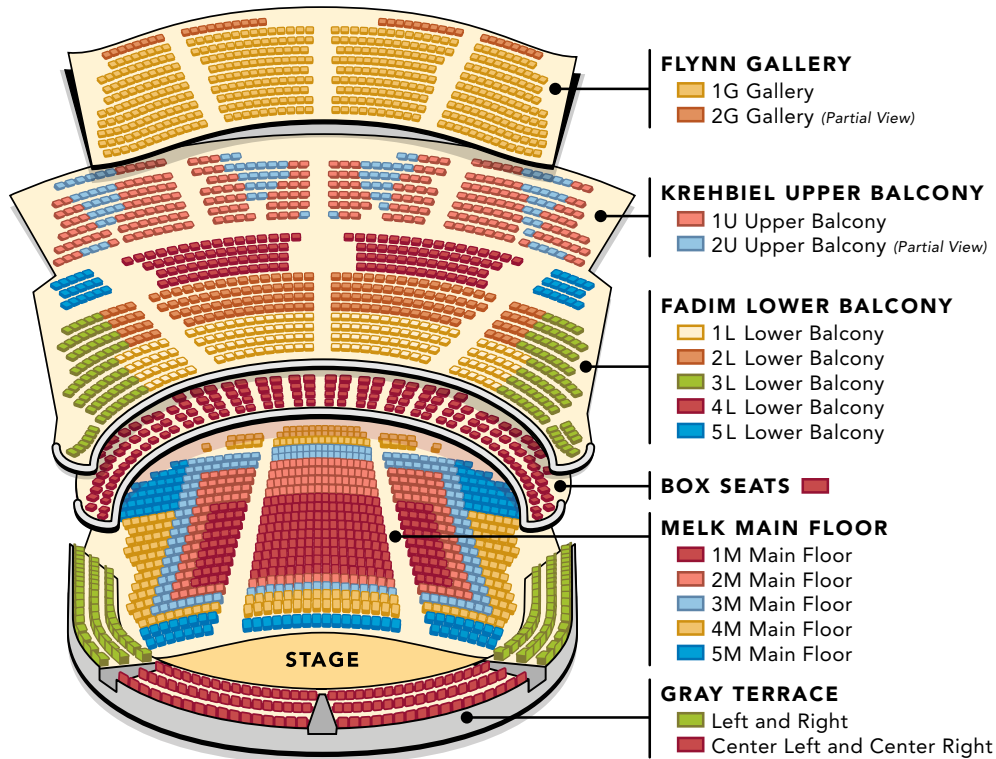 FLYNN GALLERY
1G Gallery
2G Gallery (Partial View)
KREHBIEL UPPER BALCONY
1U Upper Balcony
2U Upper Balcony (Partial View)
FADIM LOWER BALCONY
1L Lower Balcony
2L Lower Balcony
3L Lower Balcony
4L Lower Balcony
5L Lower Balcony
BOX SEATS
MELK MAIN FLOOR
1M Main Floor
2M Main Floor
3M Main Floor
4M Main Floor
5M Main Floor
STAGE
GRAY TERRACE
Left and Right
Center Left and Center Right